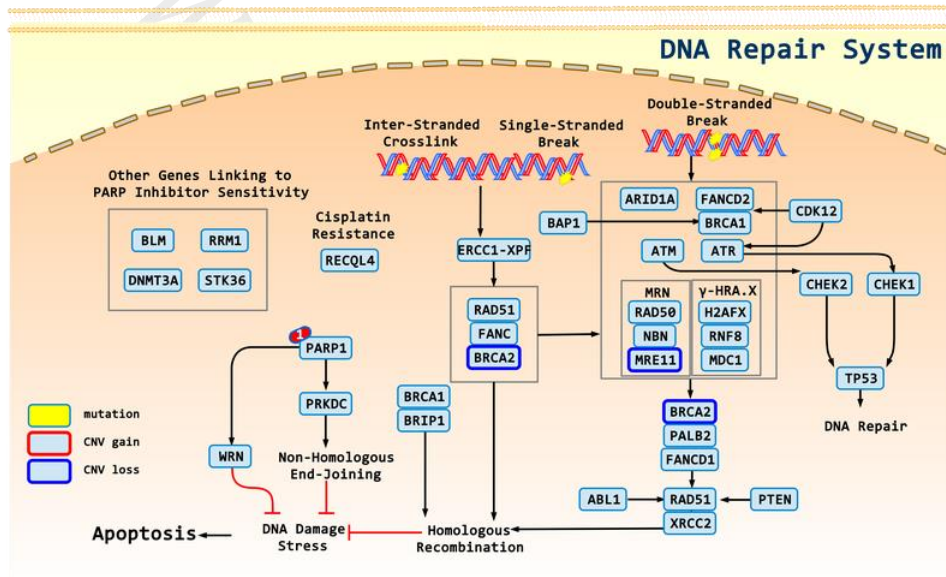 DNA Repair System
Double-Stranded
Break
Inter-Stranded
Crosslink
Single-Stranded
Break
Other Genes Linking to
PARP Inhibitor Sensitivity
BLM
RRM1
DNMT3A
STK36
Cisplatin
Resistance
RECQL4
ERCC1-XPF
BAP1
ARID1A
FANCD2
BRCA1
CDK12
ATM
ATR
CHEK2
CHEK1
MRN
RAD50
NBN
MRE11
γ-HRA.X
H2AFX
RNF8
MDC1
RAD51
FANC
BRCA2
TP53
DNA Repair
1
PARP1
PRKDC
WRN
Non-Homologous
End-Joining
BRCA1
BRIP1
BRCA2
PALB2
FANCD1
ABL1
RAD51
XRCC2
PTEN
mutation
CNV gain
CNV loss
Apoptosis
DNA Damage
Stress
Homologous
Recombination